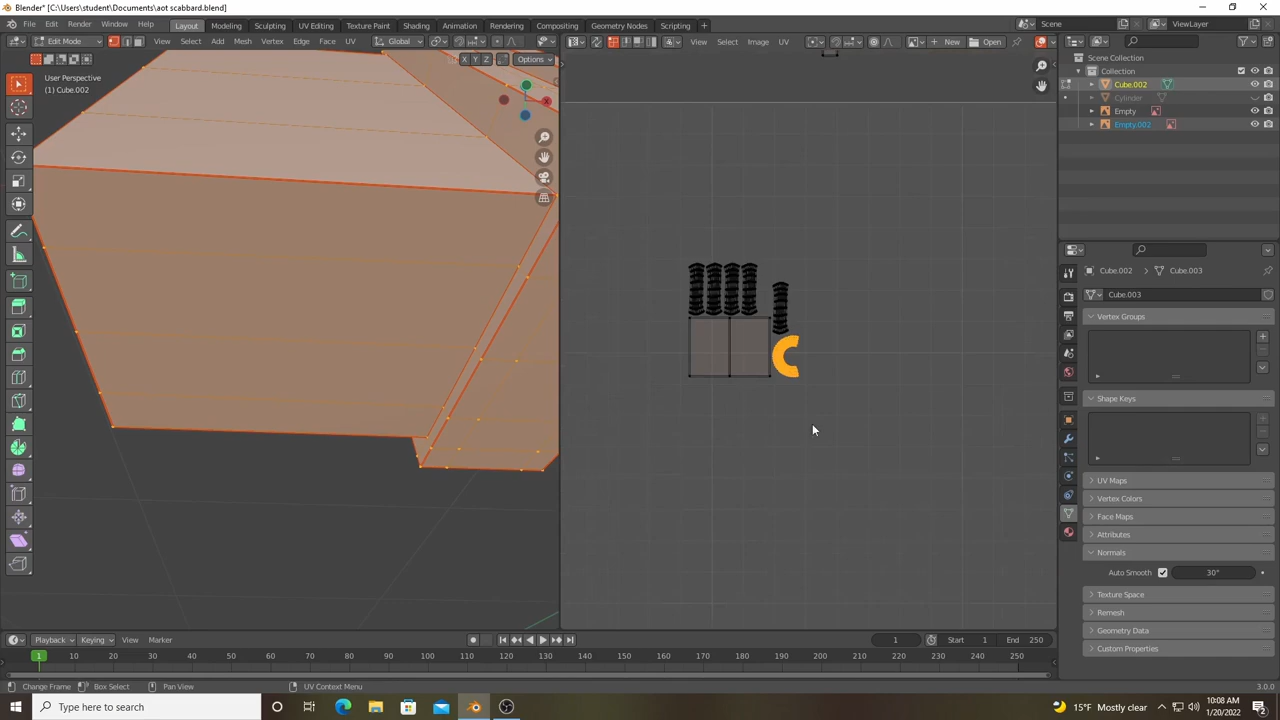 Blender* [C:\Users\student\Documents\aot scabbard.blend]
File Edit Render Window Help Layout Modeling Sculpting UV Editing Texture Paint Shading Animation Rendering Compositing Geometry Nodes Scripting + Scene ViewLayer
Edit Mode View Select Add Mesh Vertex Edge Face UV Global View Select Image UV New Open
X Y Z Options
User Perspective
(1) Cube.002
Scene Collection
Collection
Cube.002
Cylinder
Empty
Empty.002
Cube.002 Cube.003
Cube.003
Vertex Groups
Shape Keys
UV Maps
Vertex Colors
Face Maps
Attributes
Normals
Auto Smooth 30°
Texture Space
Remesh
Geometry Data
Custom Properties
Playback Keying View Marker 1 Start 1 End 250
1 10 20 30 40 50 60 70 80 90 100 110 120 130 140 150 160 170 180 190 200 210 220 230 240 250
Change Frame Box Select Pan View UV Context Menu 3.0.0
Type here to search 15°F Mostly clear 10:08 AM
1/20/2022 2